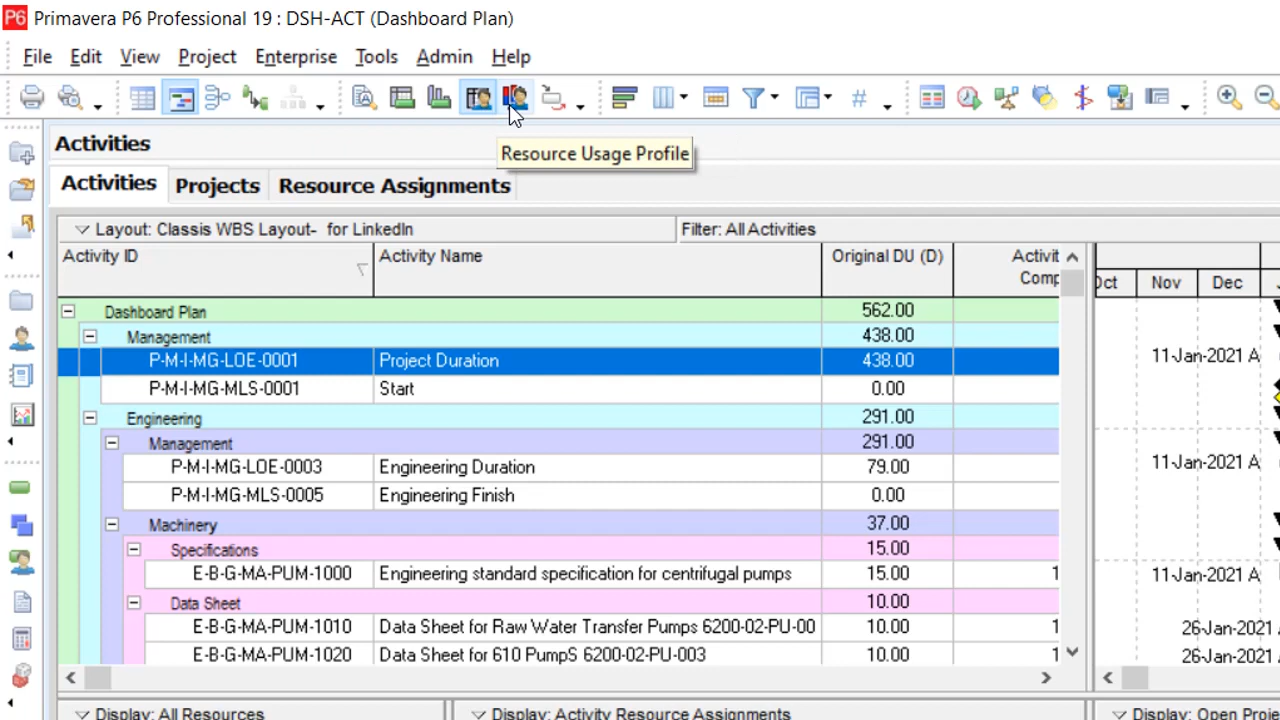 P6 Primavera P6 Professional 19 : DSH-ACT (Dashboard Plan)
File Edit View Project Enterprise Tools Admin Help
Resource Usage Profile
Activities
Activities Projects Resource Assignments
Layout: Classis WBS Layout- for LinkedIn Filter: All Activities
Activity ID Activity Name Original DU (D)
Nov Dec
Dashboard Plan 562.00
Management 438.00
P-M-I-MG-LOE-0001 Project Duration 438.00 11-Jan-2021 A
P-M-I-MG-MLS-0001 Start 0.00
Engineering 291.00
Management 291.00
P-M-I-MG-LOE-0003 Engineering Duration 79.00 11-Jan-2021 A
P-M-I-MG-MLS-0005 Engineering Finish 0.00
Machinery 37.00
Specifications 15.00
E-B-G-MA-PUM-1000 Engineering standard specification for centrifugal pumps 15.00 1 11-Jan-2021 A
Data Sheet 10.00
E-B-G-MA-PUM-1010 Data Sheet for Raw Water Transfer Pumps 6200-02-PU-00 10.00 1 26-Jan-2021
E-B-G-MA-PUM-1020 Data Sheet for 610 PumpS 6200-02-PU-003 10.00 1 26-Jan-2021
Display: All Resources Display: Activity Resource Assignments Display: Open Proje